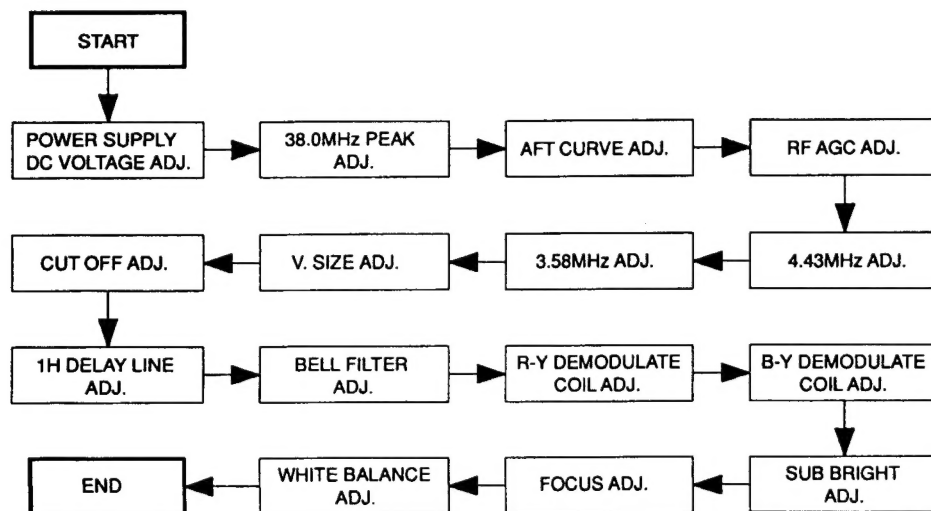 START
POWER SUPPLY
DC VOLTAGE ADJ.
38.0MHz PEAK
ADJ.
AFT CURVE ADJ.
RF AGC ADJ.
CUT OFF ADJ.
V. SIZE ADJ.
3.58MHz ADJ.
4.43MHz ADJ.
1H DELAY LINE
ADJ.
BELL FILTER
ADJ.
R-Y DEMODULATE
COIL ADJ.
B-Y DEMODULATE
COIL ADJ.
END
WHITE BALANCE
ADJ.
FOCUS ADJ.
SUB BRIGHT
ADJ.